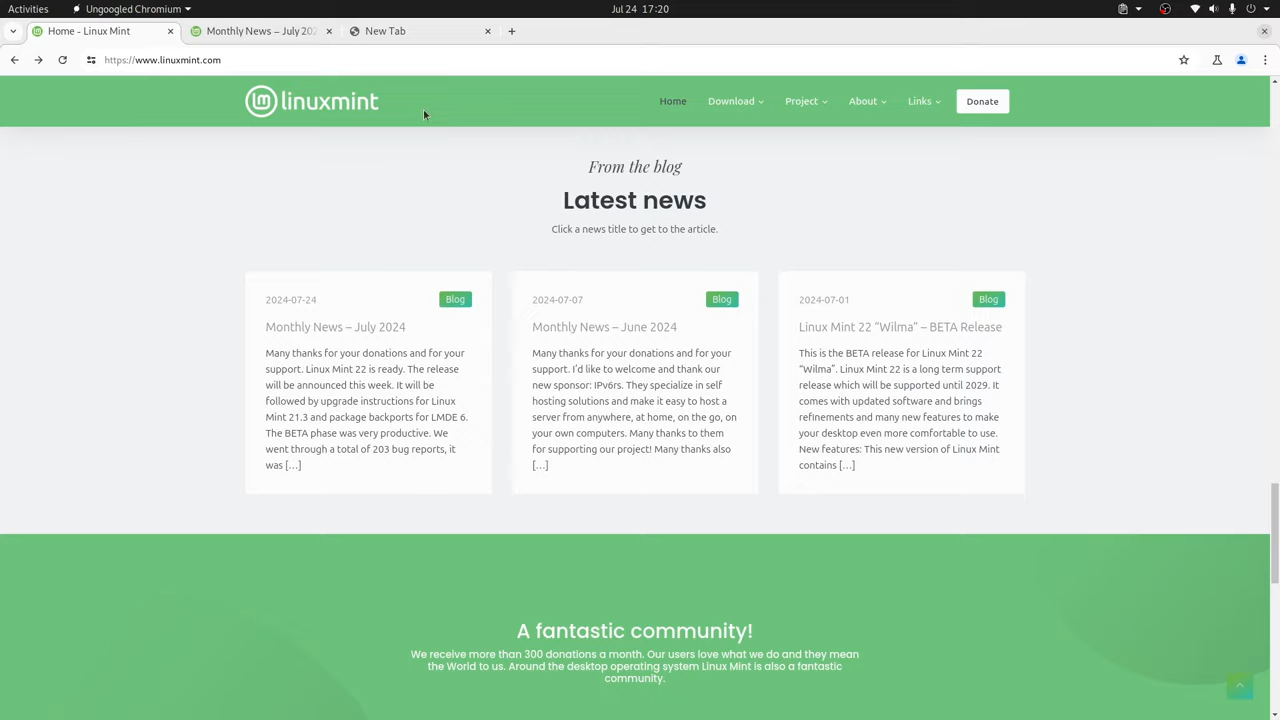 Activities
Ungoogled Chromium
Jul 24 17:20
Home - Linux Mint
Monthly News – July 202
New Tab
https://www.linuxmint.com
linuxmint
Home
Download
Project
About
Links
Donate
From the blog
Latest news
Click a news title to get to the article.
2024-07-24
Blog
Monthly News – July 2024
Many thanks for your donations and for your
support. Linux Mint 22 is ready. The release
will be announced this week. It will be
followed by upgrade instructions for Linux
Mint 21.3 and package backports for LMDE 6.
The BETA phase was very productive. We
went through a total of 203 bug reports, it
was […]
2024-07-07
Blog
Monthly News – June 2024
Many thanks for your donations and for your
support. I'd like to welcome and thank our
new sponsor: IPv6rs. They specialize in self
hosting solutions and make it easy to host a
server from anywhere, at home, on the go, on
your own computers. Many thanks to them
for supporting our project! Many thanks also
[…]
2024-07-01
Blog
Linux Mint 22 “Wilma” – BETA Release
This is the BETA release for Linux Mint 22
“Wilma”. Linux Mint 22 is a long term support
release which will be supported until 2029. It
comes with updated software and brings
refinements and many new features to make
your desktop even more comfortable to use.
New features: This new version of Linux Mint
contains […]
A fantastic community!
We receive more than 300 donations a month. Our users love what we do and they mean
the World to us. Around the desktop operating system Linux Mint is also a fantastic
community.